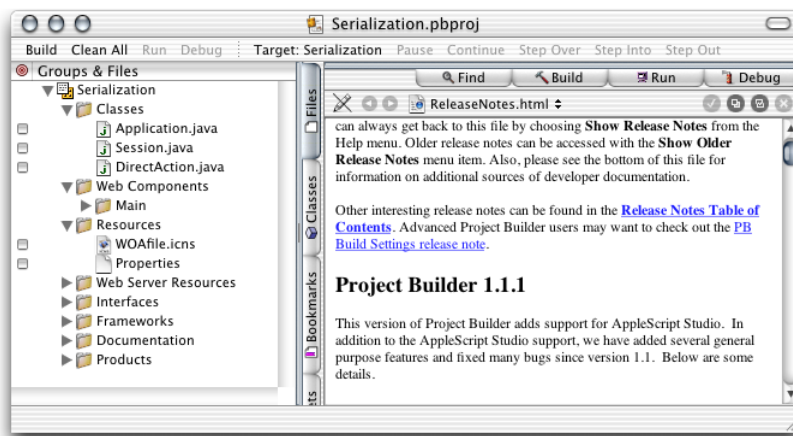 Serialization.pbproj
Build Clean All Run Debug Target: Serialization Pause Continue Step Over Step Into Step Out
Groups & Files
Serialization
Classes
Application.java
Session.java
DirectAction.java
Web Components
Main
Resources
WOAfile.icns
Properties
Web Server Resources
Interfaces
Frameworks
Documentation
Products
Files
Classes
Bookmarks
Find Build Run Debug
ReleaseNotes.html
can always get back to this file by choosing Show Release Notes from the
Help menu. Older release notes can be accessed with the Show Older
Release Notes menu item. Also, please see the bottom of this file for
information on additional sources of developer documentation.
Other interesting release notes can be found in the Release Notes Table of
Contents. Advanced Project Builder users may want to check out the PB
Build Settings release note.
Project Builder 1.1.1
This version of Project Builder adds support for AppleScript Studio. In
addition to the AppleScript Studio support, we have added several general
purpose features and fixed many bugs since version 1.1. Below are some
details.